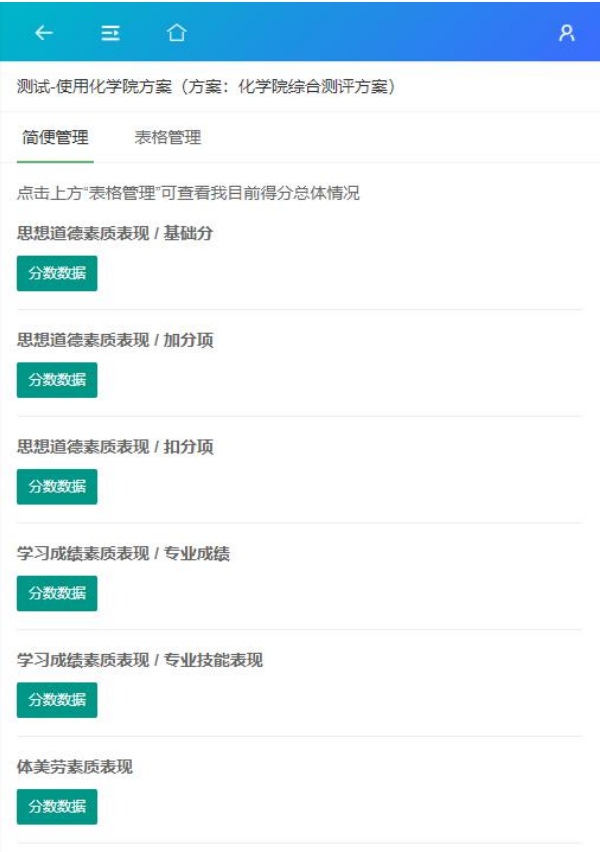 测试-使用化学院方案（方案：化学院综合测评方案）
简便管理 表格管理
点击上方“表格管理”可查看我目前得分总体情况
思想道德素质表现 / 基础分
分数数据
思想道德素质表现 / 加分项
分数数据
思想道德素质表现 / 扣分项
分数数据
学习成绩素质表现 / 专业成绩
分数数据
学习成绩素质表现 / 专业技能表现
分数数据
体美劳素质表现
分数数据